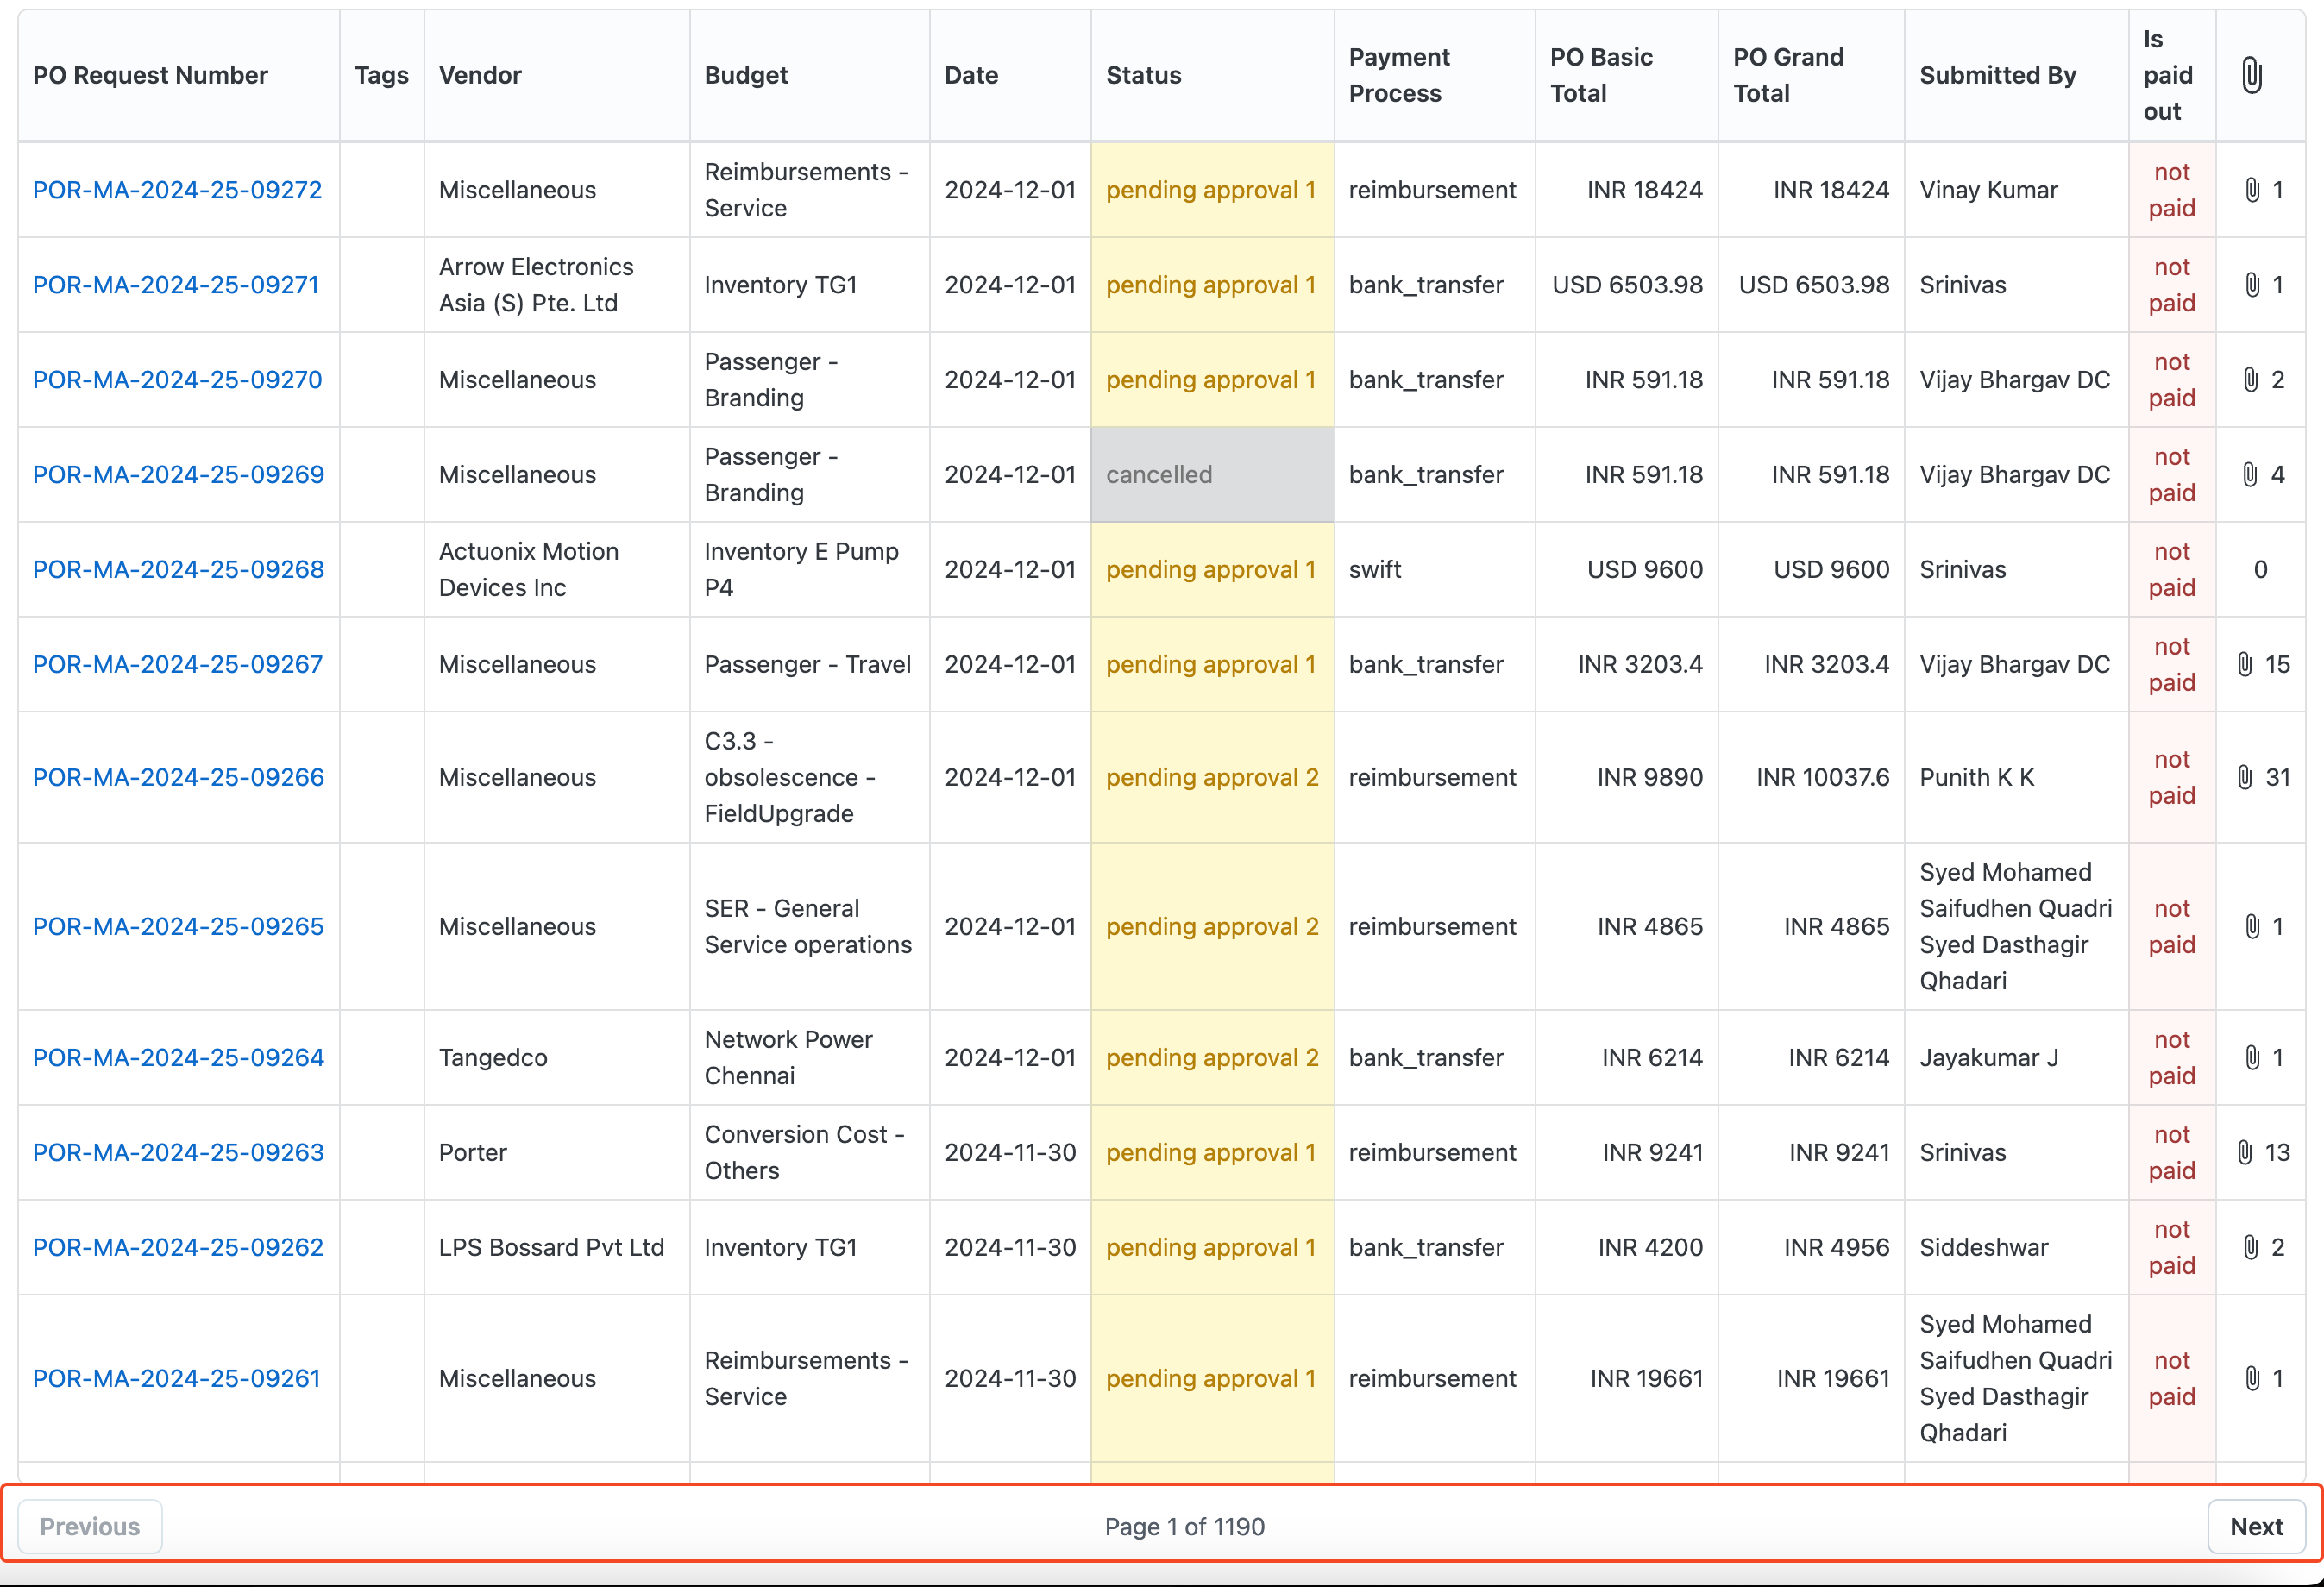 PO Request Number Tags Vendor Budget Date Status Payment Process PO Basic Total PO Grand Total Submitted By Is paid out
POR-MA-2024-25-09272 Miscellaneous Reimbursements - Service 2024-12-01 pending approval 1 reimbursement INR 18424 INR 18424 Vinay Kumar not paid 1
POR-MA-2024-25-09271 Arrow Electronics Asia (S) Pte. Ltd Inventory TG1 2024-12-01 pending approval 1 bank_transfer USD 6503.98 USD 6503.98 Srinivas not paid 1
POR-MA-2024-25-09270 Miscellaneous Passenger - Branding 2024-12-01 pending approval 1 bank_transfer INR 591.18 INR 591.18 Vijay Bhargav DC not paid 2
POR-MA-2024-25-09269 Miscellaneous Passenger - Branding 2024-12-01 cancelled bank_transfer INR 591.18 INR 591.18 Vijay Bhargav DC not paid 4
POR-MA-2024-25-09268 Actuonix Motion Devices Inc Inventory E Pump P4 2024-12-01 pending approval 1 swift USD 9600 USD 9600 Srinivas not paid 0
POR-MA-2024-25-09267 Miscellaneous Passenger - Travel 2024-12-01 pending approval 1 bank_transfer INR 3203.4 INR 3203.4 Vijay Bhargav DC not paid 15
POR-MA-2024-25-09266 Miscellaneous C3.3 - obsolescence - FieldUpgrade 2024-12-01 pending approval 2 reimbursement INR 9890 INR 10037.6 Punith K K not paid 31
POR-MA-2024-25-09265 Miscellaneous SER - General Service operations 2024-12-01 pending approval 2 reimbursement INR 4865 INR 4865 Syed Mohamed Saifudhen Quadri Syed Dasthagir Qhadari not paid 1
POR-MA-2024-25-09264 Tangedco Network Power Chennai 2024-12-01 pending approval 2 bank_transfer INR 6214 INR 6214 Jayakumar J not paid 1
POR-MA-2024-25-09263 Porter Conversion Cost - Others 2024-11-30 pending approval 1 reimbursement INR 9241 INR 9241 Srinivas not paid 13
POR-MA-2024-25-09262 LPS Bossard Pvt Ltd Inventory TG1 2024-11-30 pending approval 1 bank_transfer INR 4200 INR 4956 Siddeshwar not paid 2
POR-MA-2024-25-09261 Miscellaneous Reimbursements - Service 2024-11-30 pending approval 1 reimbursement INR 19661 INR 19661 Syed Mohamed Saifudhen Quadri Syed Dasthagir Qhadari not paid 1
Previous Page 1 of 1190 Next